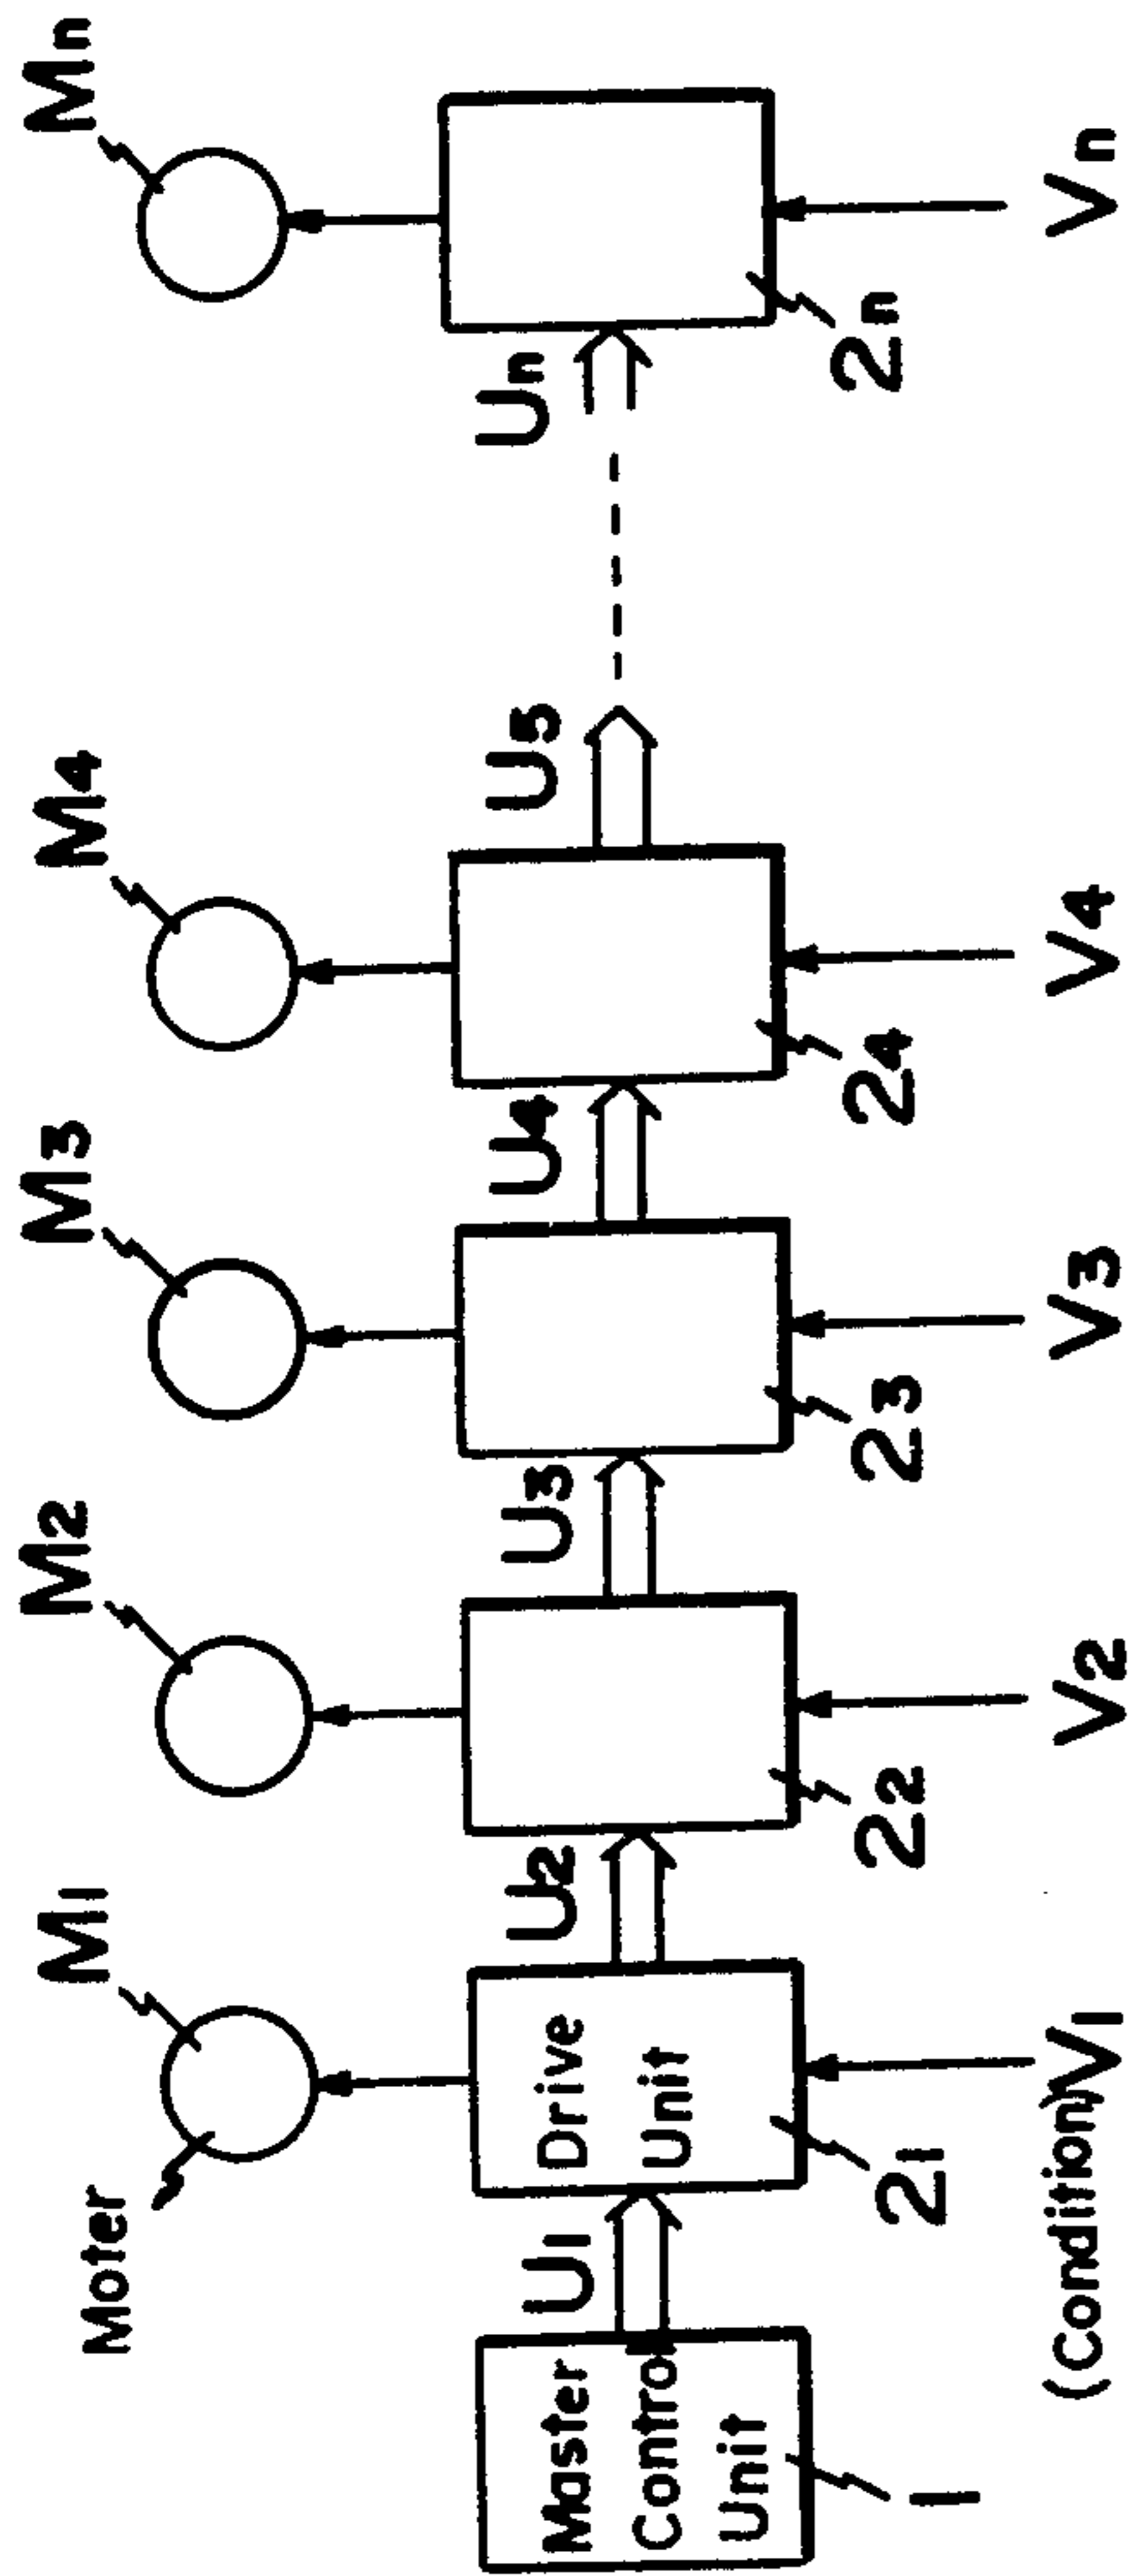 M1 M2 M3 M4 Mn
Moter
U1 U2 U3 U4 U5 Un
Master
Control
Unit
Drive
Unit
1 21 22 23 24 2n
(Condition)V1 V2 V3 V4 Vn